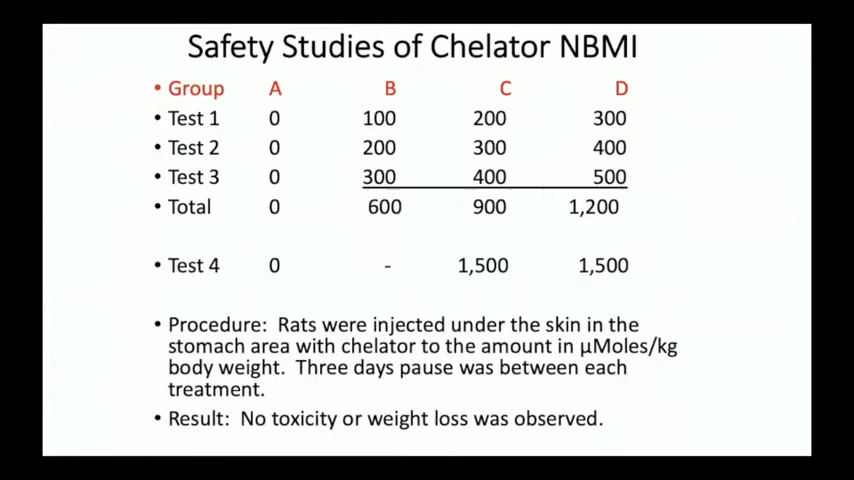 Safety Studies of Chelator NBMI
• Group A B C D
• Test 1 0 100 200 300
• Test 2 0 200 300 400
• Test 3 0 300 400 500
• Total 0 600 900 1,200
• Test 4 0 - 1,500 1,500
• Procedure: Rats were injected under the skin in the
stomach area with chelator to the amount in μMoles/kg
body weight. Three days pause was between each
treatment.
• Result: No toxicity or weight loss was observed.